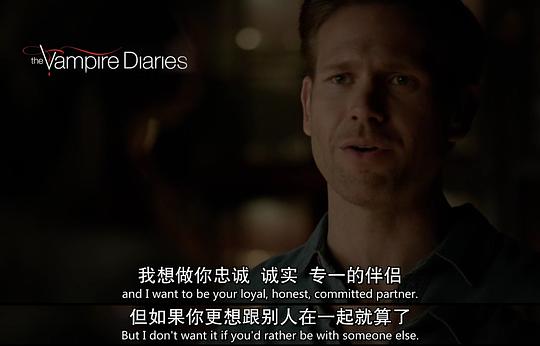 the Vampire Diaries
我想做你忠诚 诚实 专一的伴侣
and I want to be your loyal, honest, committed partner.
但如果你更想跟别人在一起就算了
But I don't want it if you'd rather be with someone else.